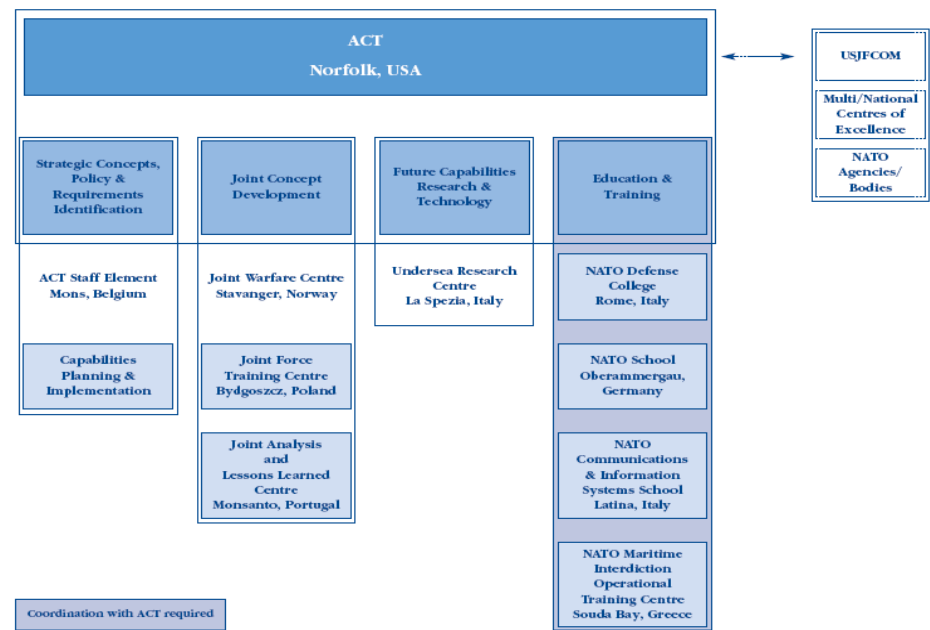 ACT
Norfolk, USA
USJFCOM
Multi/National
Centres of
Excellence
NATO
Agencies/
Bodies
Strategic Concepts,
Policy &
Requirements
Identification
ACT Staff Element
Mons, Belgium
Capabilities
Planning &
Implementation
Joint Concept
Development
Joint Warfare Centre
Stavanger, Norway
Joint Force
Training Centre
Bydgoszcz, Poland
Joint Analysis
and
Lessons Learned
Centre
Monsanto, Portugal
Future Capabilities
Research &
Technology
Undersea Research
Centre
La Spezia, Italy
Education &
Training
NATO Defense
College
Rome, Italy
NATO School
Oberammergau,
Germany
NATO
Communications
& Information
Systems School
Latina, Italy
NATO Maritime
Interdiction
Operational
Training Centre
Souda Bay, Greece
Coordination with ACT required